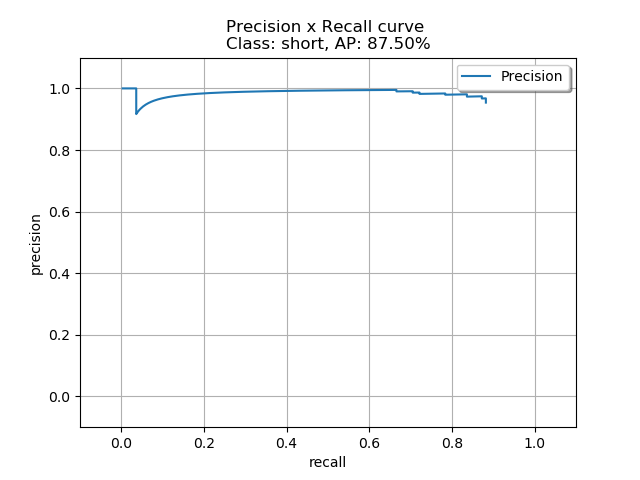 Precision x Recall curve
Class: short, AP: 87.50%
Precision
1.0
0.8
0.6
0.4
0.2
0.0
precision
0.0 0.2 0.4 0.6 0.8 1.0
recall